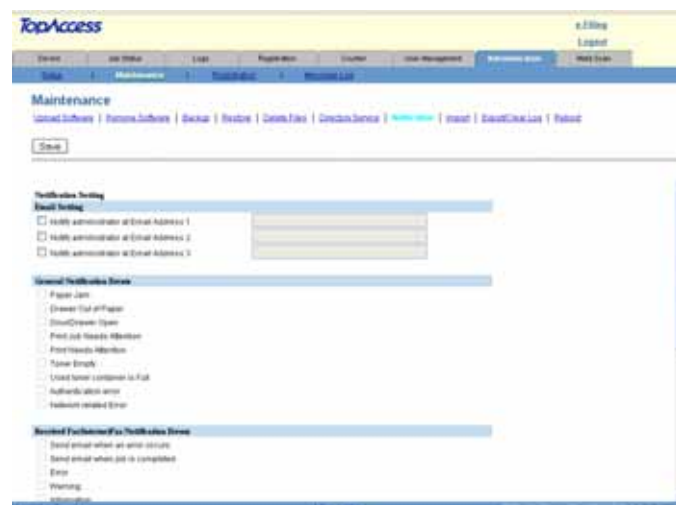 TopAccess
e-Filing
Logout
Device Job Status Logs Registration Counter User Management Administration Web Scan
Setup | Maintenance | Registration | Message Log
Maintenance
Upload Software | Remove Software | Backup | Restore | Delete Files | Directory Service | Notification | Import | Export/Clear Log | Reboot
Save
Notification Setting
Email Setting
Notify administrator at Email Address 1
Notify administrator at Email Address 2
Notify administrator at Email Address 3
General Notification Events
Paper Jam
Drawer Out of Paper
Door/Drawer Open
Print Job Needs Attention
Print Needs Attention
Toner Empty
Used toner container is Full
Authentication error
Network related Error
Received Fax/InternetFax Notification Events
Send email when an error occurs
Send email when job is completed
Error
Warning
Information